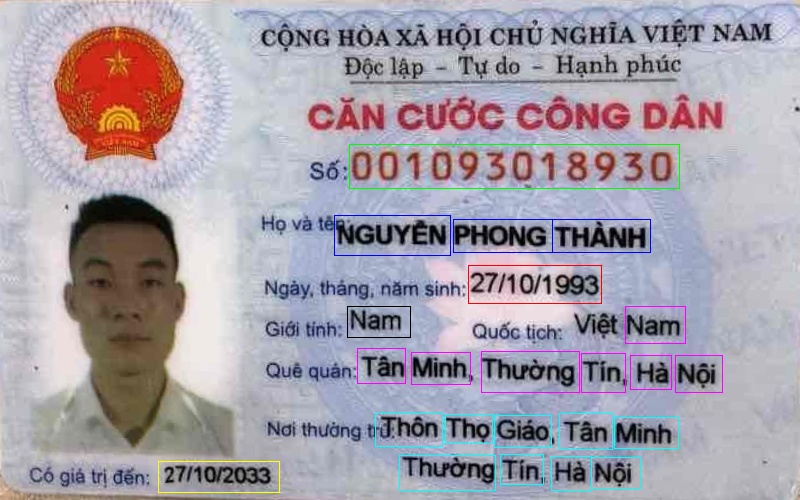 CỘNG HÒA XÃ HỘI CHỦ NGHĨA VIỆT NAM
Độc lập – Tự do – Hạnh phúc
CĂN CƯỚC CÔNG DÂN
Số: 001093018930
Họ và tên: NGUYỄN PHONG THÀNH
Ngày, tháng, năm sinh: 27/10/1993
Giới tính: Nam Quốc tịch: Việt Nam
Quê quán: Tân Minh, Thường Tín, Hà Nội
Nơi thường trú: Thôn Thọ Giáo, Tân Minh
Thường Tín, Hà Nội
Có giá trị đến: 27/10/2033